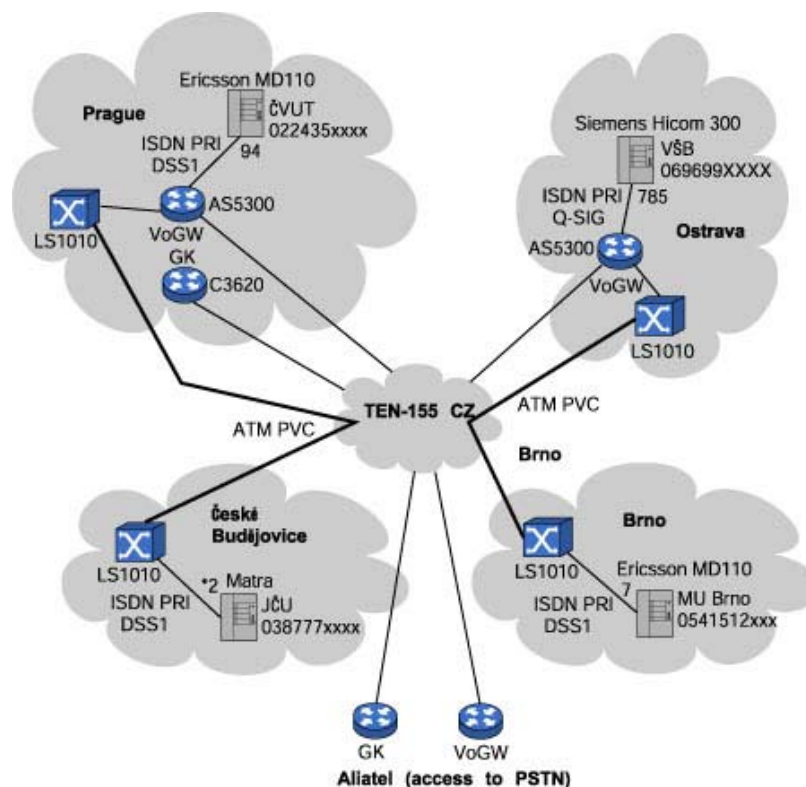 Ericsson MD110
Prague
ČVUT
022435xxxx
ISDN PRI
DSS1
94
AS5300
LS1010
VoGW
GK
C3620
Siemens Hicom 300
VŠB
069699XXXX
ISDN PRI
Q-SIG
785
AS5300
Ostrava
VoGW
LS1010
TEN-155 CZ
ATM PVC
ATM PVC
Brno
České
Budějovice
LS1010
*2 Matra
ISDN PRI
DSS1
JČU
038777xxxx
Brno
LS1010
Ericsson MD110
7
ISDN PRI
DSS1
MU Brno
0541512xxx
GK
VoGW
Aliatel (access to PSTN)